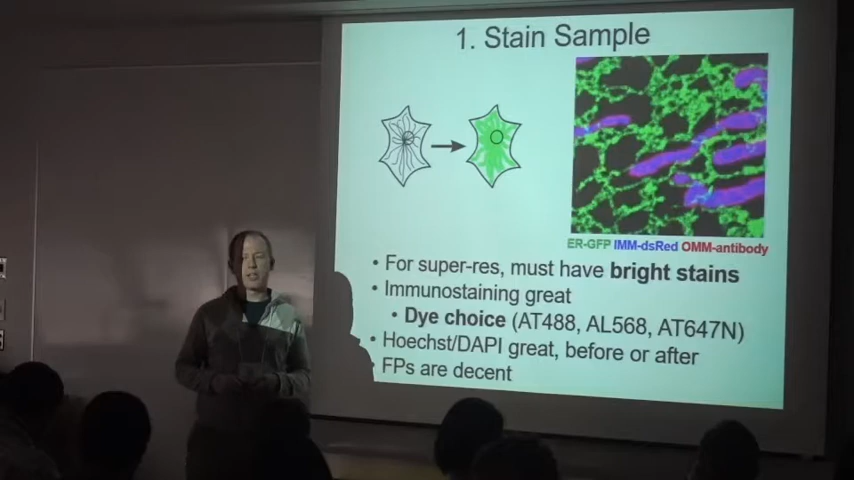 1. Stain Sample
ER-GFP IMM-dsRed OMM-antibody
• For super-res, must have bright stains
• Immunostaining great
• Dye choice (AT488, AL568, AT647N)
• Hoechst/DAPI great, before or after
• FPs are decent